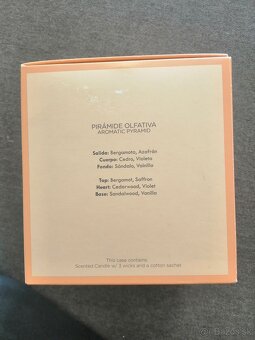 PIRÁMIDE OLFATIVA
AROMATIC PYRAMID
Salida: Bergamota, Azafrán
Cuerpo: Cedro, Violeta
Fondo: Sándalo, Vainilla
Top: Bergamot, Saffron
Heart: Cedarwood, Violet
Base: Sandalwood, Vanilla
This case contains:
Scented Candle w/ 3 wicks and a cotton sachet